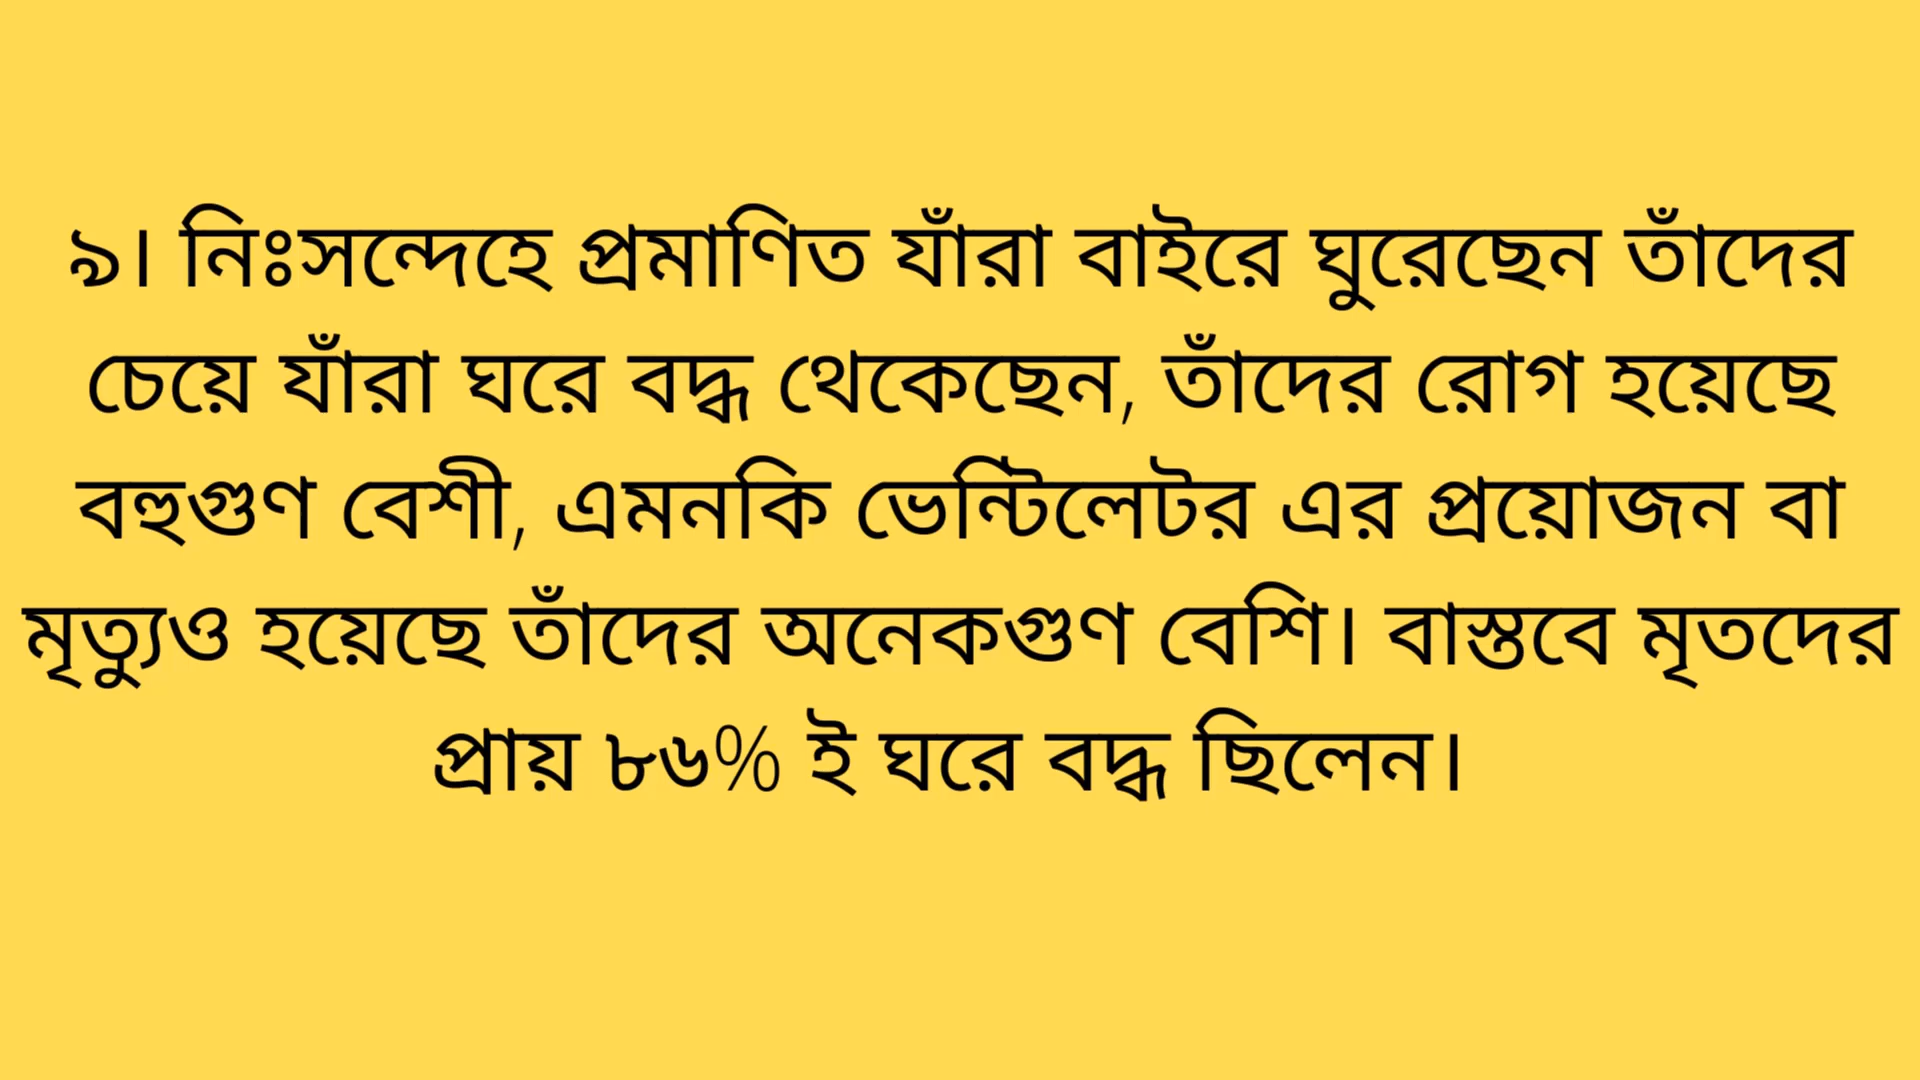 ৯। নিঃসন্দেহে প্রমাণিত যাঁরা বাইরে ঘুরেছেন তাঁদের
চেয়ে যাঁরা ঘরে বদ্ধ থেকেছেন, তাঁদের রোগ হয়েছে
বহুগুণ বেশী, এমনকি ভেন্টিলেটর এর প্রয়োজন বা
মৃত্যুও হয়েছে তাঁদের অনেকগুণ বেশি। বাস্তবে মৃতদের
প্রায় ৮৬% ই ঘরে বদ্ধ ছিলেন।